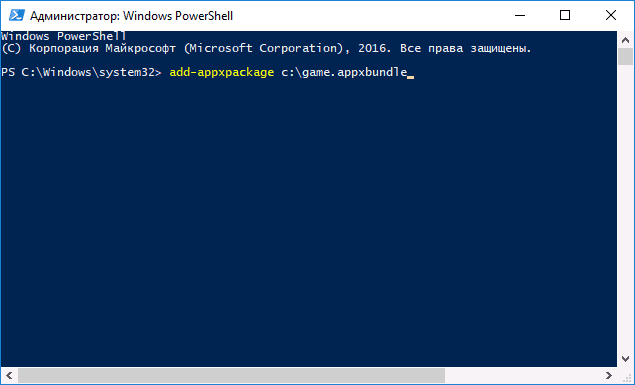 Администратор: Windows PowerShell
Windows PowerShell
(C) Корпорация Майкрософт (Microsoft Corporation), 2016. Все права защищены.
PS C:\Windows\system32> add-appxpackage c:\game.appxbundle